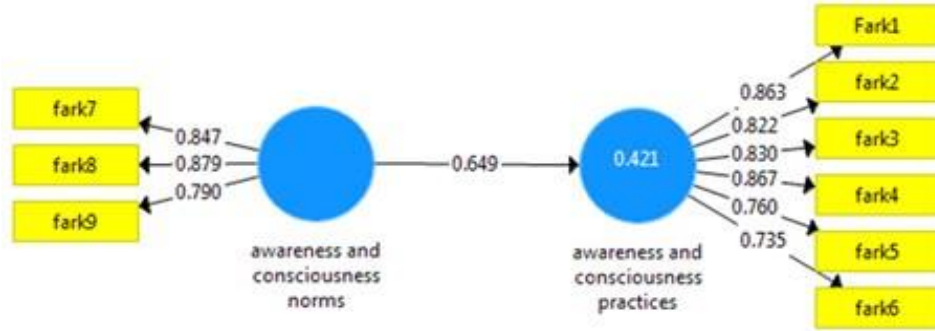 Fark1
fark2
fark3
fark4
fark5
fark6
fark7
fark8
fark9
0.847
0.879
0.790
0.649
0.421
0.863
0.822
0.830
0.867
0.760
0.735
awareness and
consciousness
norms
awareness and
consciousness
practices